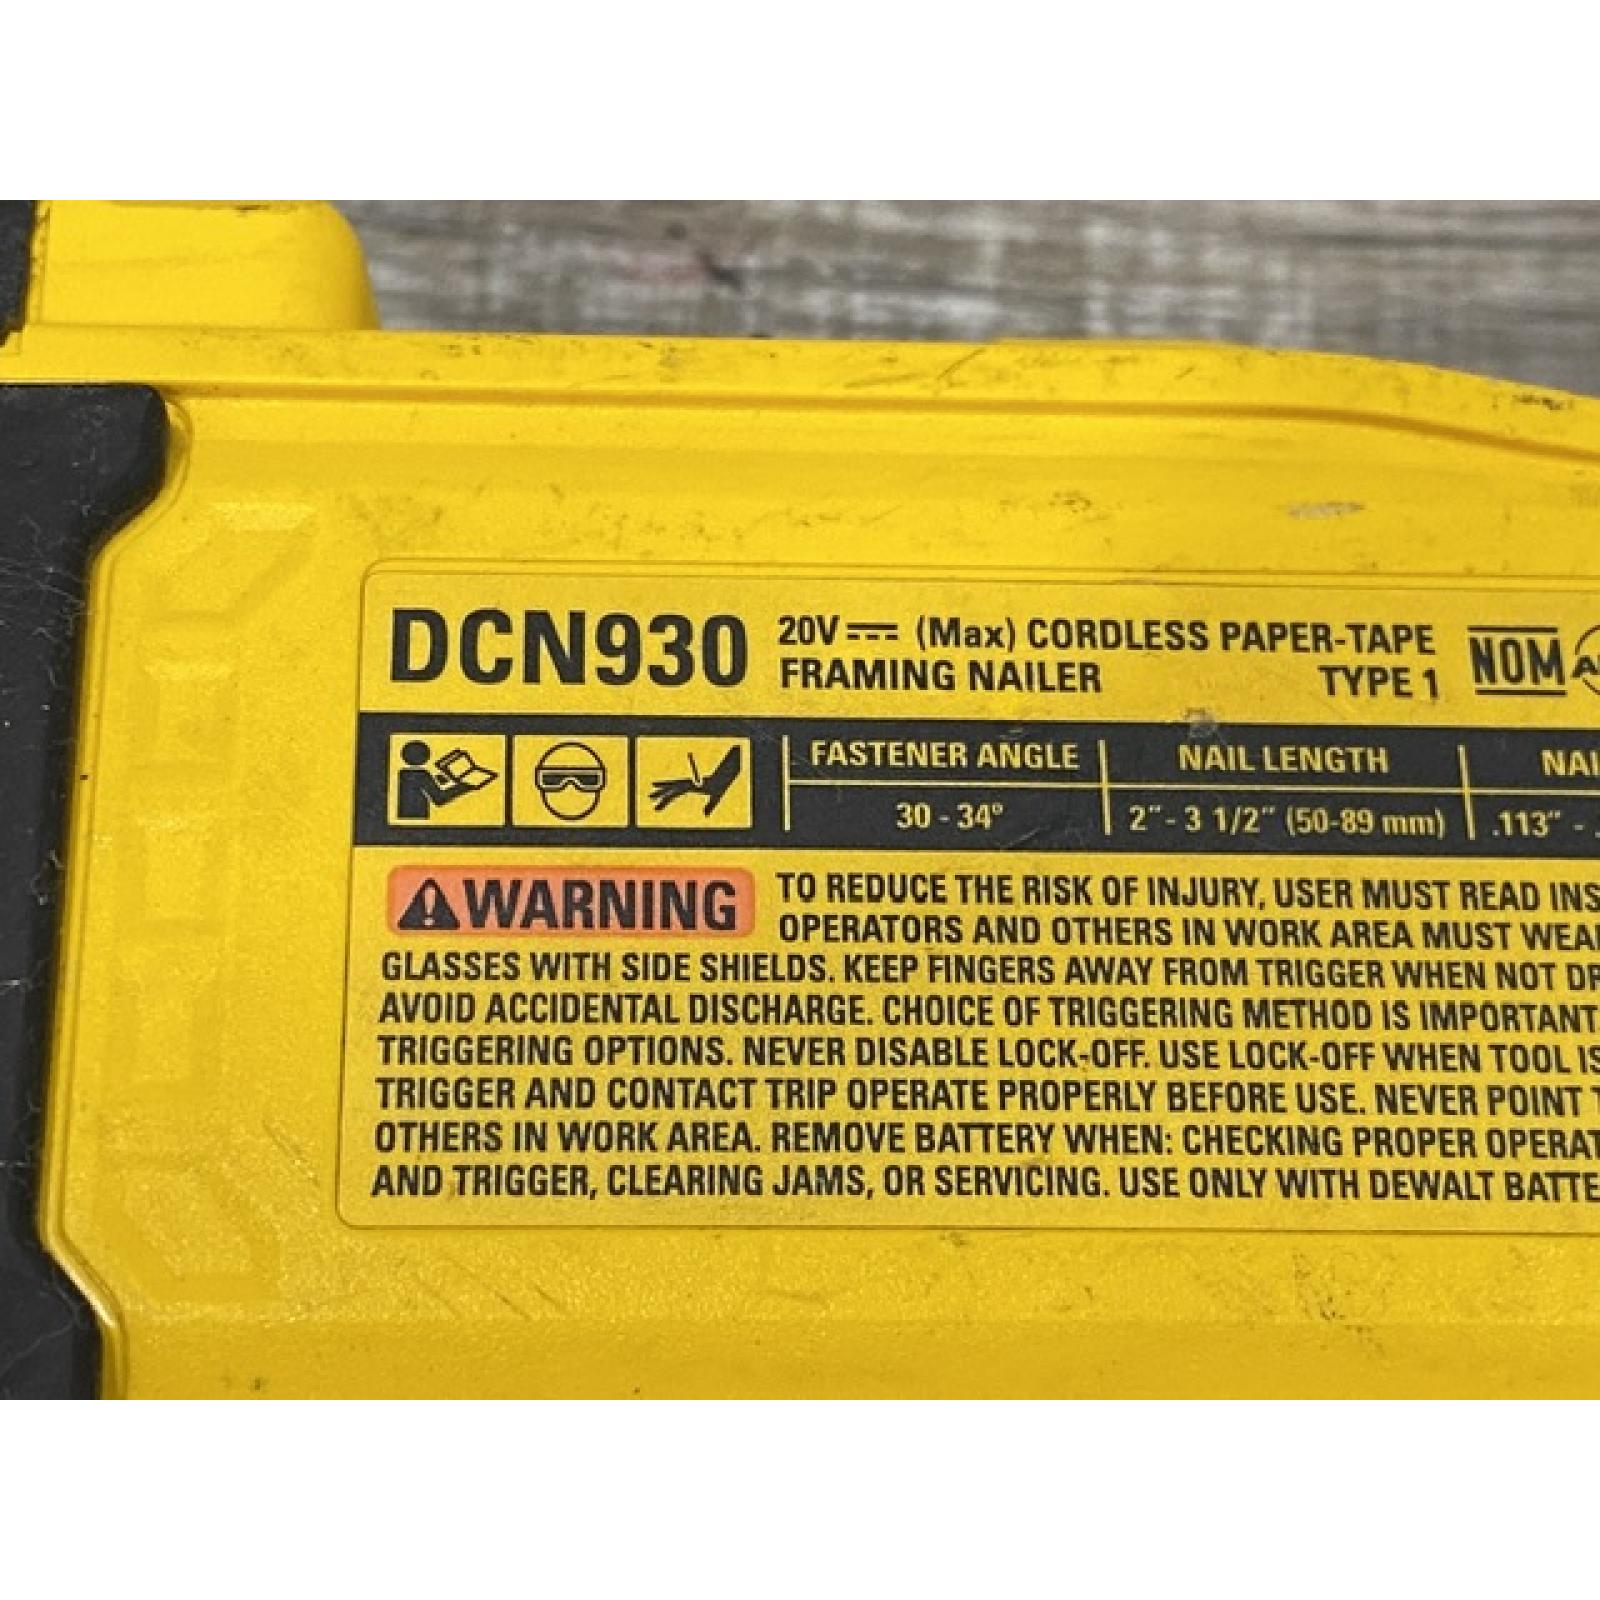 DCN930 20V (Max) CORDLESS PAPER-TAPE
FRAMING NAILER TYPE 1 NOM
FASTENER ANGLE NAIL LENGTH
30 - 34° 2" - 3 1/2" (50-89 mm) .113" -
WARNING TO REDUCE THE RISK OF INJURY, USER MUST READ
OPERATORS AND OTHERS IN WORK AREA MUST
GLASSES WITH SIDE SHIELDS. KEEP FINGERS AWAY FROM TRIGGER WHEN NOT
AVOID ACCIDENTAL DISCHARGE. CHOICE OF TRIGGERING METHOD IS IMPORTANT.
TRIGGERING OPTIONS. NEVER DISABLE LOCK-OFF. USE LOCK-OFF WHEN TOOL IS
TRIGGER AND CONTACT TRIP OPERATE PROPERLY BEFORE USE. NEVER POINT
OTHERS IN WORK AREA. REMOVE BATTERY WHEN: CHECKING PROPER
AND TRIGGER, CLEARING JAMS, OR SERVICING. USE ONLY WITH DEWALT